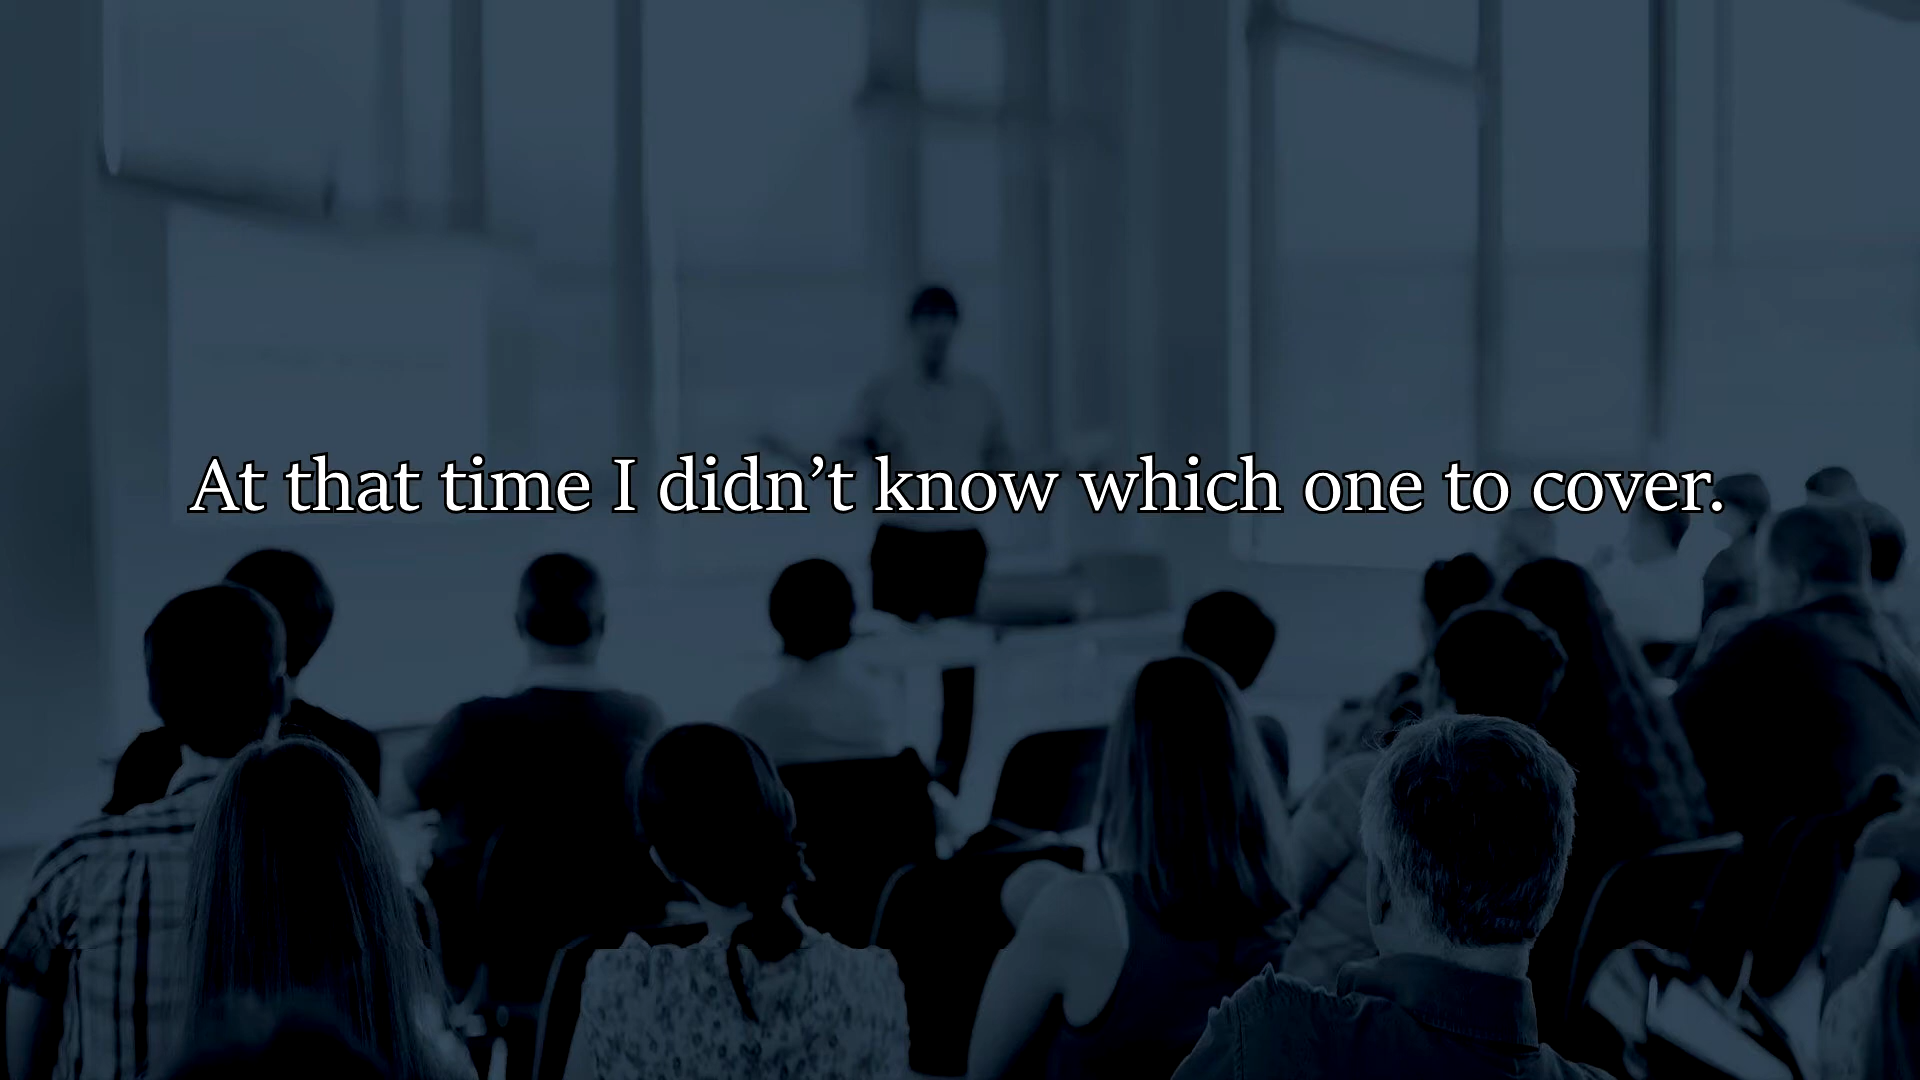 At that time I didn’t know which one to cover.